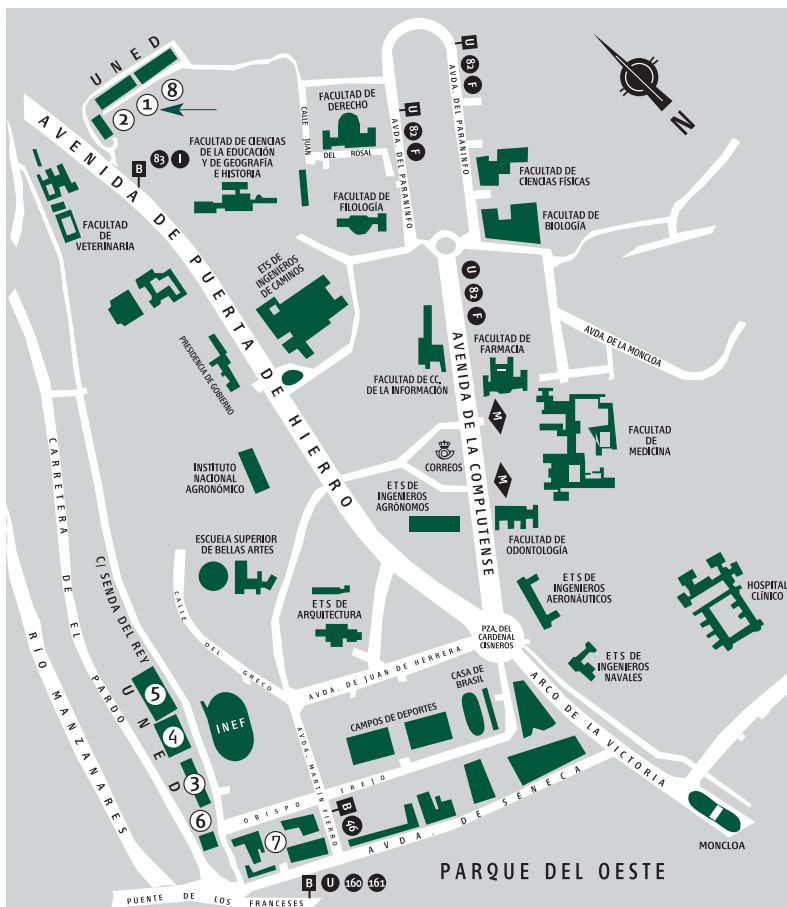 UNED
2
1
8
AVENIDA DE PUERTA DE HIERRO
B 83 I
FACULTAD DE CIENCIAS
DE LA EDUCACIÓN
Y DE GEOGRAFÍA
E HISTORIA
CALLE JUAN
DEL ROSAL
FACULTAD DE
DERECHO
FACULTAD DE
FILOLOGÍA
U 82 F
AVDA. DEL PARANINFO
U 82 F
AVDA. DEL PARANINFO
N
FACULTAD DE
CIENCIAS FÍSICAS
FACULTAD DE
BIOLOGÍA
FACULTAD
DE
VETERINARIA
ETS DE
INGENIEROS
DE CAMINOS
PRESIDENCIA DE GOBIERNO
U 82 F
AVENIDA DE LA COMPLUTENSE
AVDA. DE LA MONCLOA
FACULTAD DE
FARMACIA
FACULTAD DE CC.
DE LA INFORMACIÓN
M
FACULTAD
DE
MEDICINA
CORREOS
M
INSTITUTO
NACIONAL
AGRONÓMICO
E T S DE
INGENIEROS
AGRÓNOMOS
FACULTAD DE
ODONTOLOGÍA
ESCUELA SUPERIOR
DE BELLAS ARTES
E T S DE
ARQUITECTURA
E T S DE
INGENIEROS
AERONÁUTICOS
HOSPITAL
CLÍNICO
PZA. DEL
CARDENAL
CISNEROS
E T S DE
INGENIEROS
NAVALES
CARRETERA DE EL PARDO
C/ SENDA DEL REY
RÍO MANZANARES
CALLE DEL GRECO
AVDA. DE JUAN DE HERRERA
CASA DE
BRASIL
ARCO DE LA VICTORIA
UNED
5
4
3
6
INEF
CAMPOS DE DEPORTES
AVDA. MARTÍN FIERRO
OBISPO TREJO
B 46
7
AVDA. DE SÉNECA
MONCLOA
PARQUE DEL OESTE
PUENTE DE LOS FRANCESES
B U 160 161